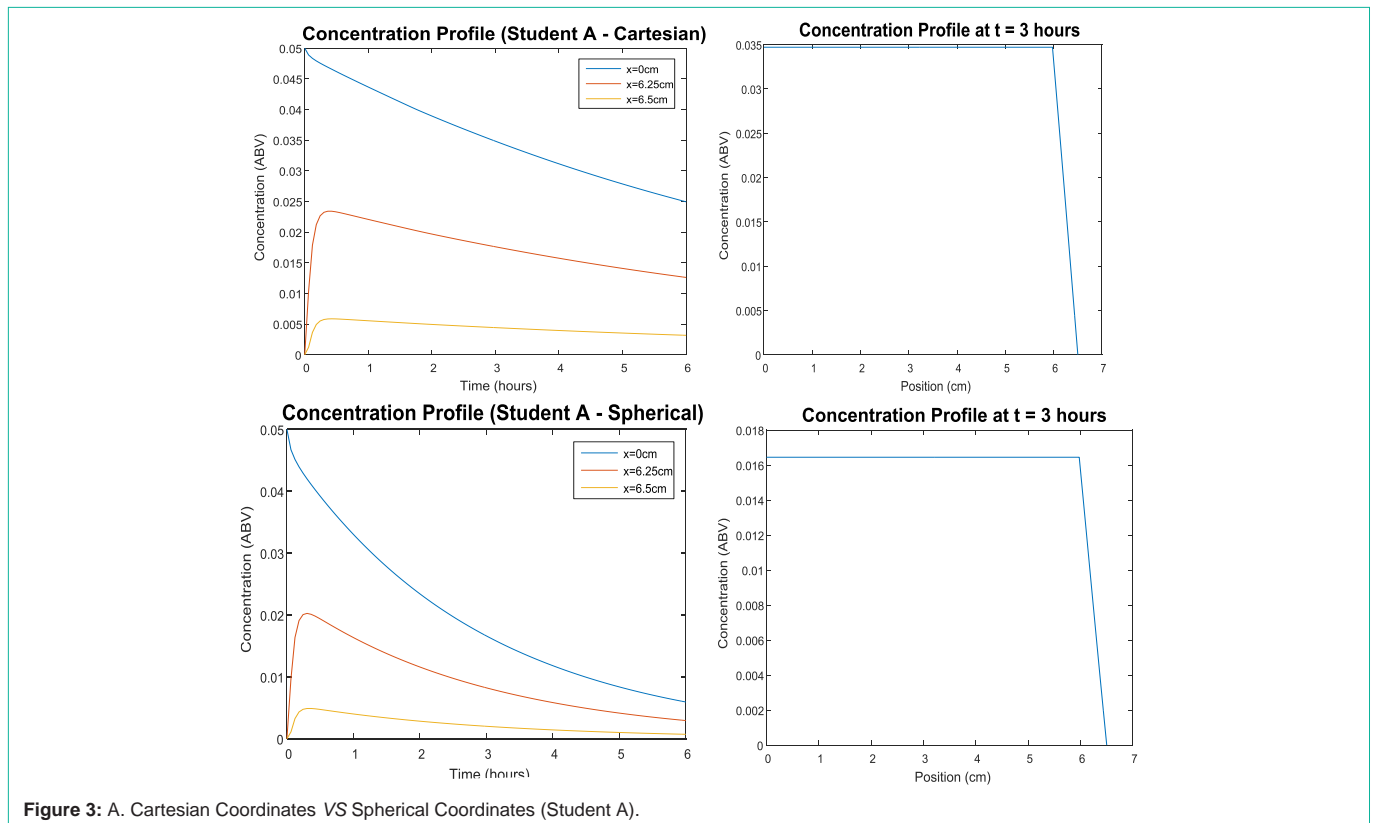 Concentration Profile (Student A - Cartesian)
0.05
0.045
0.04
0.035
0.03
0.025
0.02
0.015
0.01
0.005
0
Concentration (ABV)
x=0cm
x=6.25cm
x=6.5cm
0 1 2 3 4 5 6
Time (hours)
Concentration Profile at t = 3 hours
0.035
0.03
0.025
0.02
0.015
0.01
0.005
0
Concentration (ABV)
0 1 2 3 4 5 6 7
Position (cm)
Concentration Profile (Student A - Spherical)
0.05
0.04
0.03
0.02
0.01
0
Concentration (ABV)
x=0cm
x=6.25cm
x=6.5cm
0 1 2 3 4 5 6
Time (hours)
Concentration Profile at t = 3 hours
0.018
0.016
0.014
0.012
0.01
0.008
0.006
0.004
0.002
0
Concentration (ABV)
0 1 2 3 4 5 6 7
Position (cm)
Figure 3: A. Cartesian Coordinates VS Spherical Coordinates (Student A).